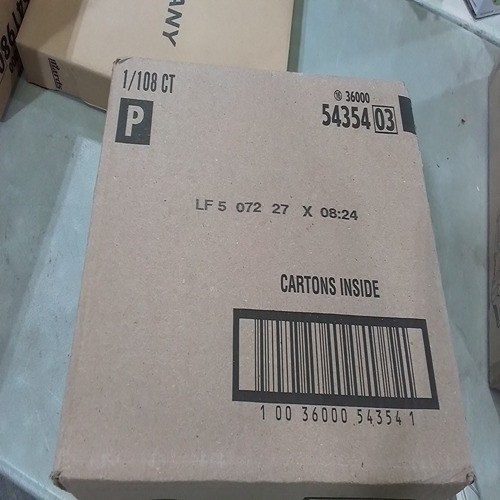 ANY
1/108 CT
P
® 36000
54354 03
LF 5 072 27 X 08:24
CARTONS INSIDE
1 00 36000 54354 1